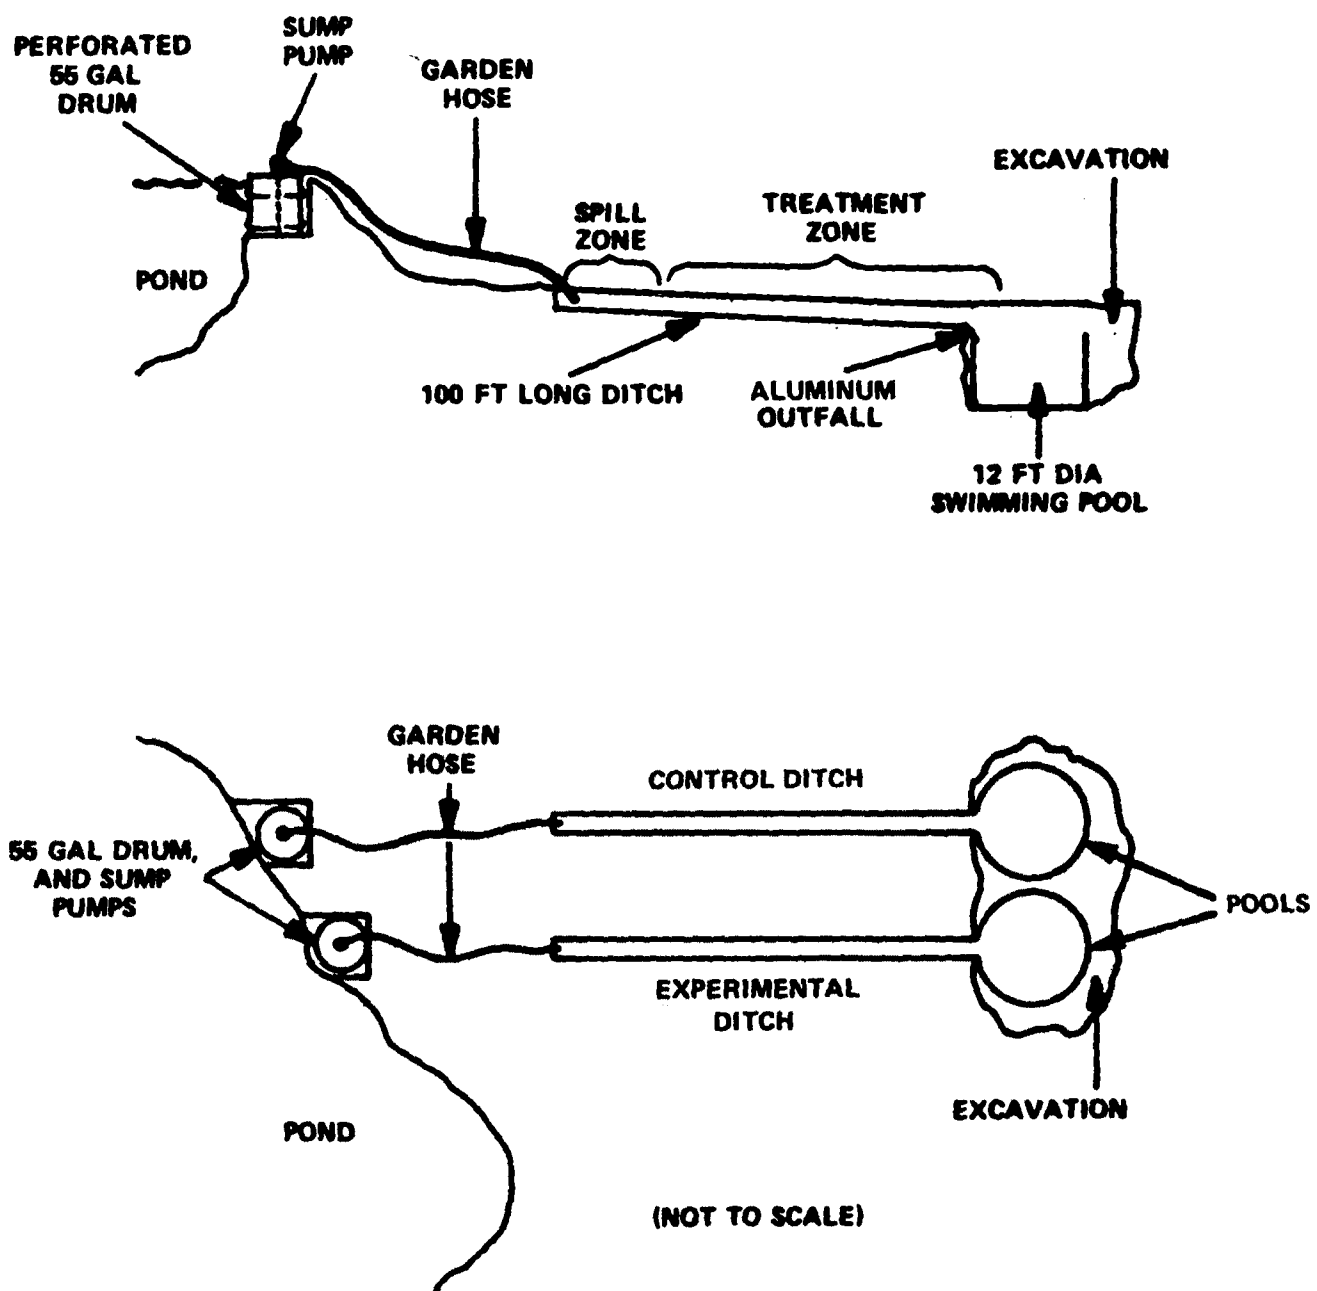 PERFORATED
55 GAL
DRUM
SUMP
PUMP
GARDEN
HOSE
SPILL
ZONE
TREATMENT
ZONE
EXCAVATION
POND
100 FT LONG DITCH
ALUMINUM
OUTFALL
12 FT DIA
SWIMMING POOL
GARDEN
HOSE
CONTROL DITCH
55 GAL DRUM,
AND SUMP
PUMPS
POOLS
EXPERIMENTAL
DITCH
EXCAVATION
POND
(NOT TO SCALE)